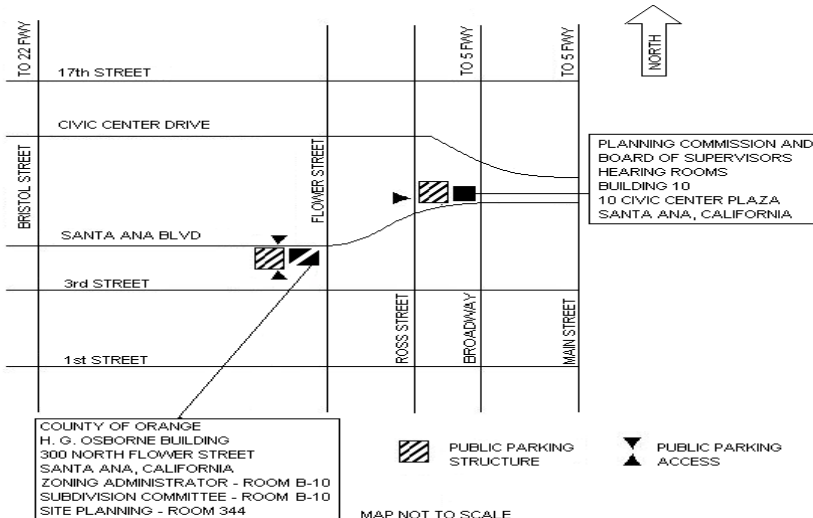 TO 22 FWY
TO 5 FWY
TO 5 FWY
NORTH
17th STREET
CIVIC CENTER DRIVE
BRISTOL STREET
FLOWER STREET
PLANNING COMMISSION AND
BOARD OF SUPERVISORS
HEARING ROOMS
BUILDING 10
10 CIVIC CENTER PLAZA
SANTA ANA, CALIFORNIA
SANTA ANA BLVD
3rd STREET
ROSS STREET
BROADWAY
MAIN STREET
1st STREET
COUNTY OF ORANGE
H. G. OSBORNE BUILDING
300 NORTH FLOWER STREET
SANTA ANA, CALIFORNIA
ZONING ADMINISTRATOR - ROOM B-10
SUBDIVISION COMMITTEE - ROOM B-10
SITE PLANNING - ROOM 344
PUBLIC PARKING
STRUCTURE
PUBLIC PARKING
ACCESS
MAP NOT TO SCALE